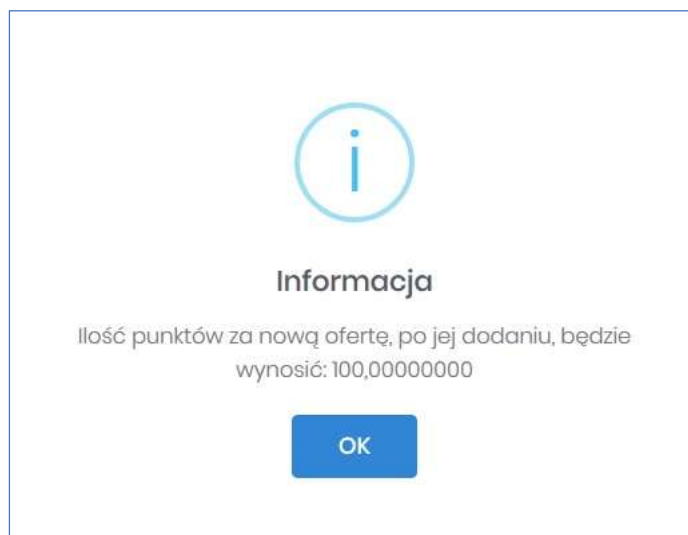 i
Informacja
Ilość punktów za nową ofertę, po jej dodaniu, będzie
wynosić: 100,00000000
OK